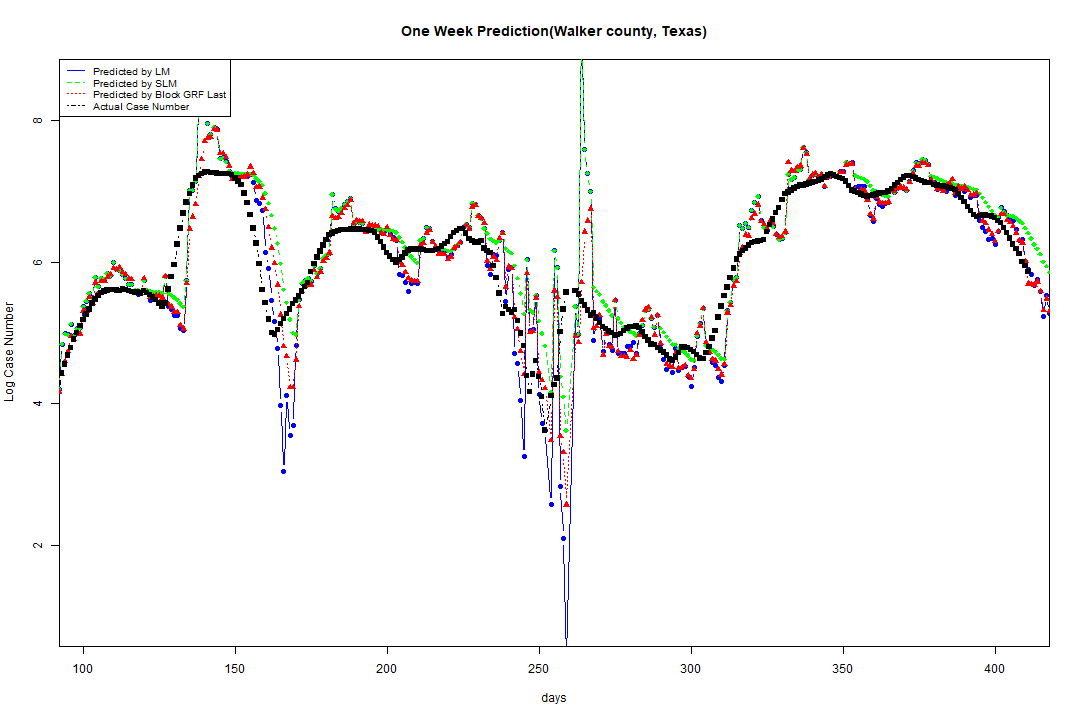 One Week Prediction(Walker county, Texas)
Predicted by LM
Predicted by SLM
Predicted by Block GRF Last
Actual Case Number
8
6
4
2
Log Case Number
100 150 200 250 300 350 400
days